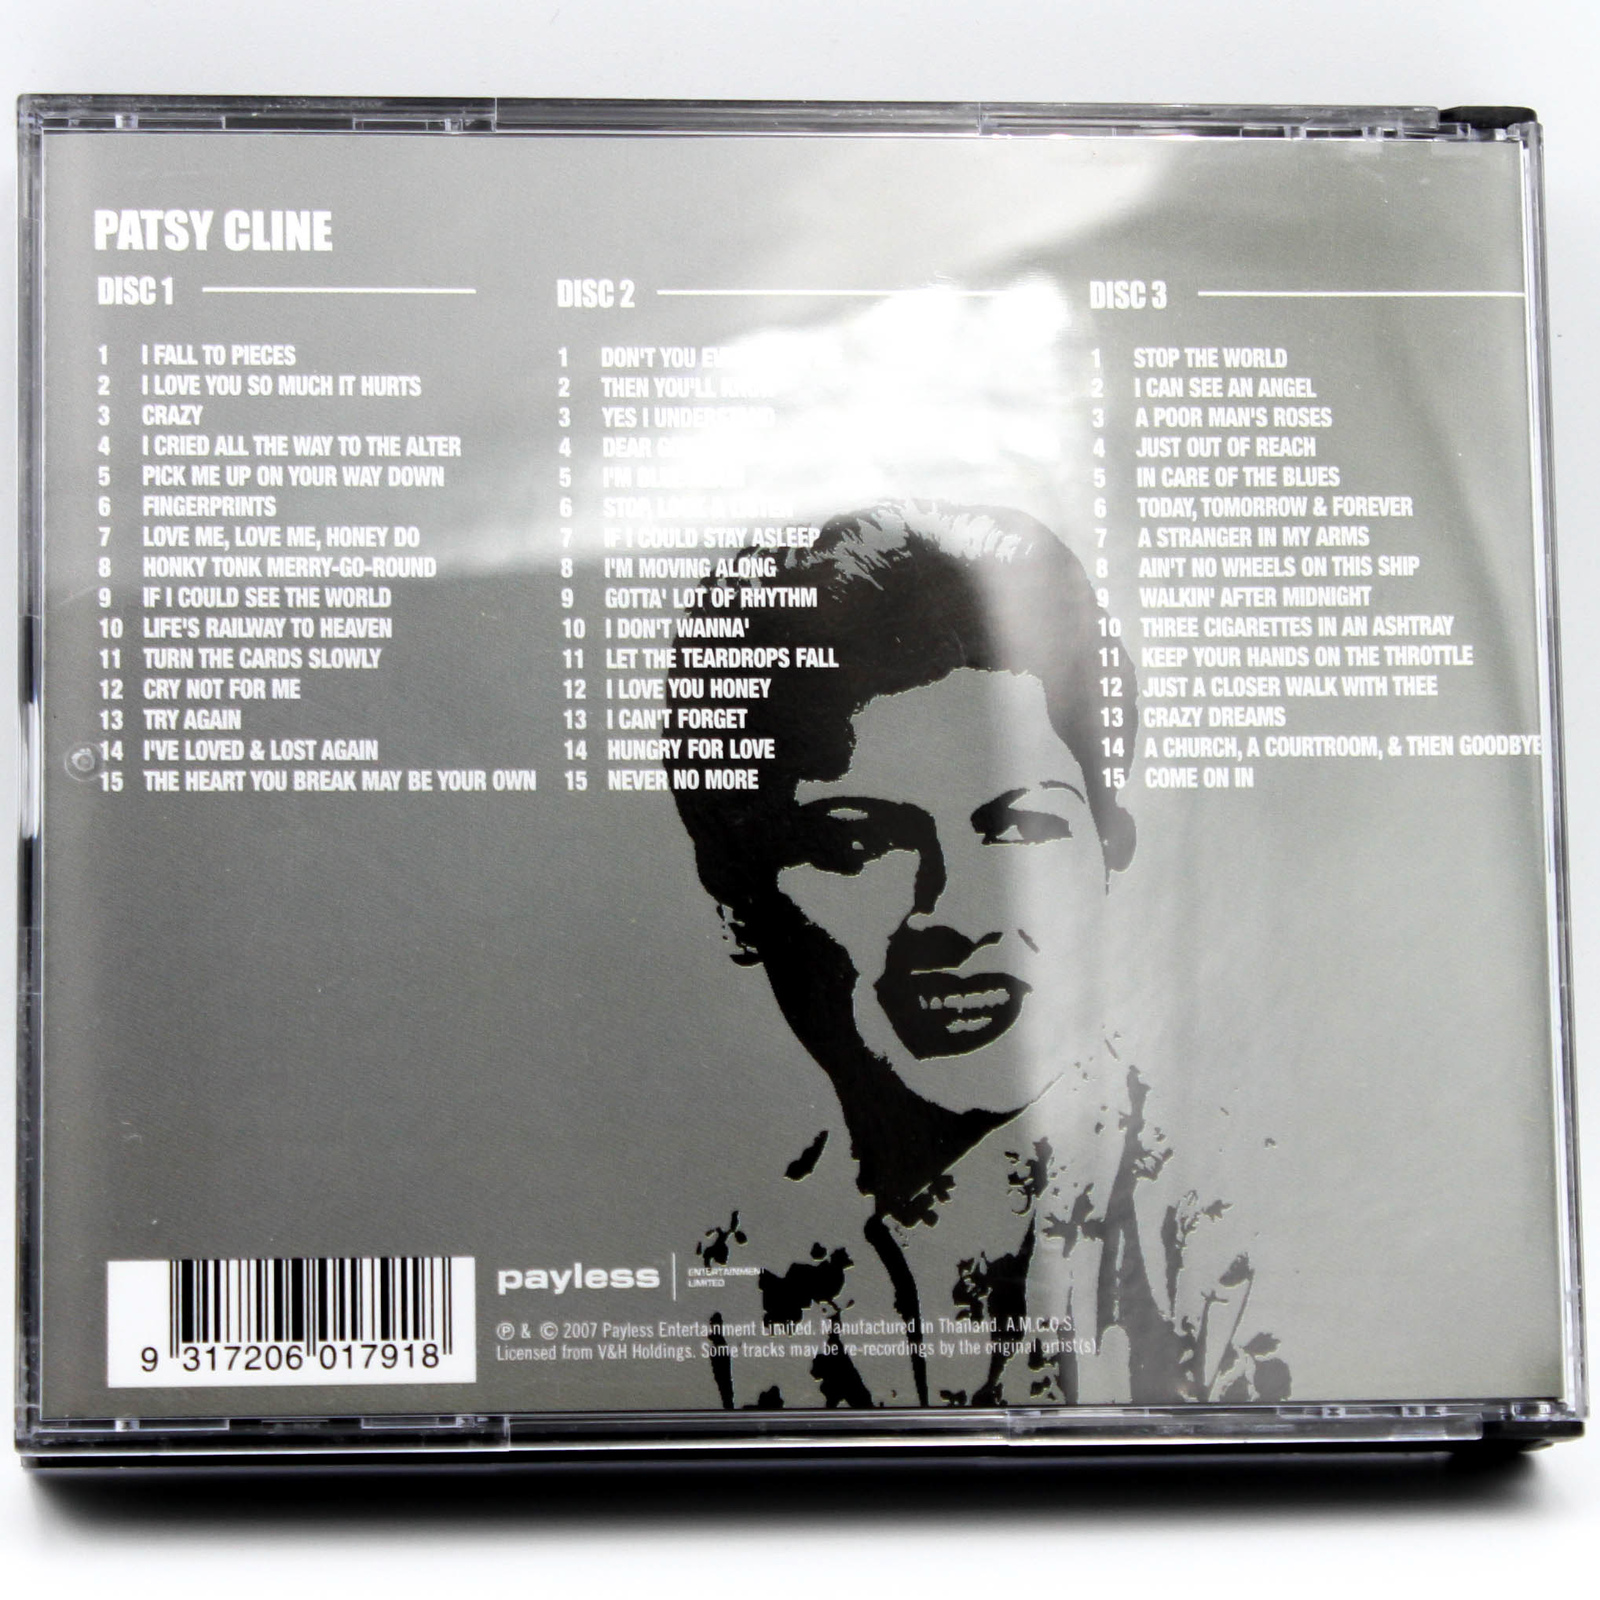 PATSY CLINE
DISC 1
1 I FALL TO PIECES
2 I LOVE YOU SO MUCH IT HURTS
3 CRAZY
4 I CRIED ALL THE WAY TO THE ALTER
5 PICK ME UP ON YOUR WAY DOWN
6 FINGERPRINTS
7 LOVE ME, LOVE ME, HONEY DO
8 HONKY TONK MERRY-GO-ROUND
9 IF I COULD SEE THE WORLD
10 LIFE'S RAILWAY TO HEAVEN
11 TURN THE CARDS SLOWLY
12 CRY NOT FOR ME
13 TRY AGAIN
14 I'VE LOVED & LOST AGAIN
15 THE HEART YOU BREAK MAY BE YOUR OWN
DISC 2
1 DON'T YOU
2 THEN YOU'LL KNOW
3 YES I UNDERSTAND
4 DEAR
5 I'M
6 STOP, LOOK & LISTEN
7 IF I COULD STAY ASLEEP
8 I'M MOVING ALONG
9 GOTTA' LOT OF RHYTHM
10 I DON'T WANNA'
11 LET THE TEARDROPS FALL
12 I LOVE YOU HONEY
13 I CAN'T FORGET
14 HUNGRY FOR LOVE
15 NEVER NO MORE
DISC 3
1 STOP THE WORLD
2 I CAN SEE AN ANGEL
3 A POOR MAN'S ROSES
4 JUST OUT OF REACH
5 IN CARE OF THE BLUES
6 TODAY, TOMORROW & FOREVER
7 A STRANGER IN MY ARMS
8 AIN'T NO WHEELS ON THIS SHIP
9 WALKIN' AFTER MIDNIGHT
10 THREE CIGARETTES IN AN ASHTRAY
11 KEEP YOUR HANDS ON THE THROTTLE
12 JUST A CLOSER WALK WITH THEE
13 CRAZY DREAMS
14 A CHURCH, A COURTROOM, & THEN GOODBYE
15 COME ON IN
9 317206 017918
payless
ENTERTAINMENT
LIMITED
℗ & © 2007 Payless Entertainment Limited. Manufactured in Thailand. A.M.C.O.S.
Licensed from V&H Holdings. Some tracks may be re-recordings by the original artist(s).